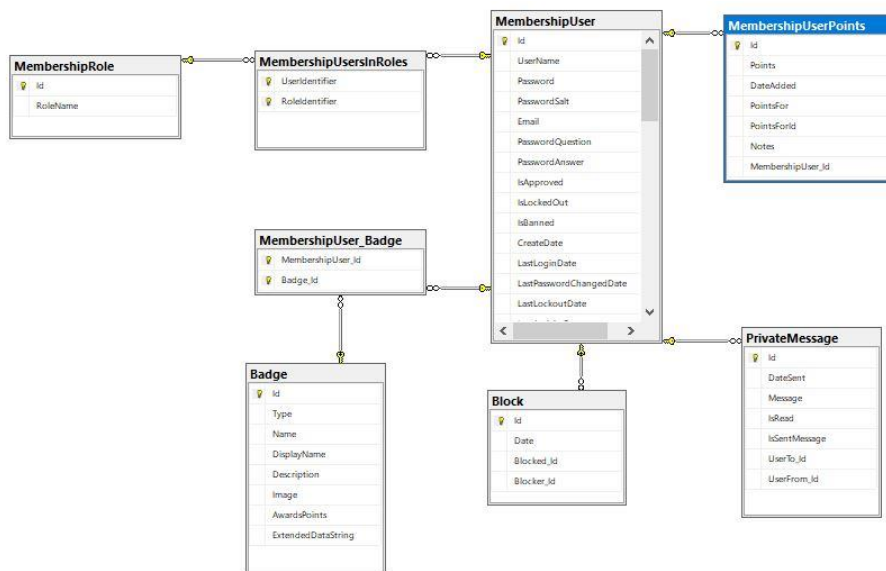 MembershipUser
Id
UserName
Password
PasswordSalt
Email
PasswordQuestion
PasswordAnswer
IsApproved
IsLockedOut
IsBanned
CreateDate
LastLoginDate
LastPasswordChangedDate
LastLockoutDate
MembershipUserPoints
Id
Points
DateAdded
PointsFor
PointsForId
Notes
MembershipUser_Id
MembershipRole
Id
RoleName
MembershipUsersInRoles
UserIdentifier
RoleIdentifier
MembershipUser_Badge
MembershipUser_Id
Badge_Id
PrivateMessage
Id
DateSent
Message
IsRead
IsSentMessage
UserTo_Id
UserFrom_Id
Badge
Id
Type
Name
DisplayName
Description
Image
AwardsPoints
ExtendedDataString
Block
Id
Date
Blocked_Id
Blocker_Id